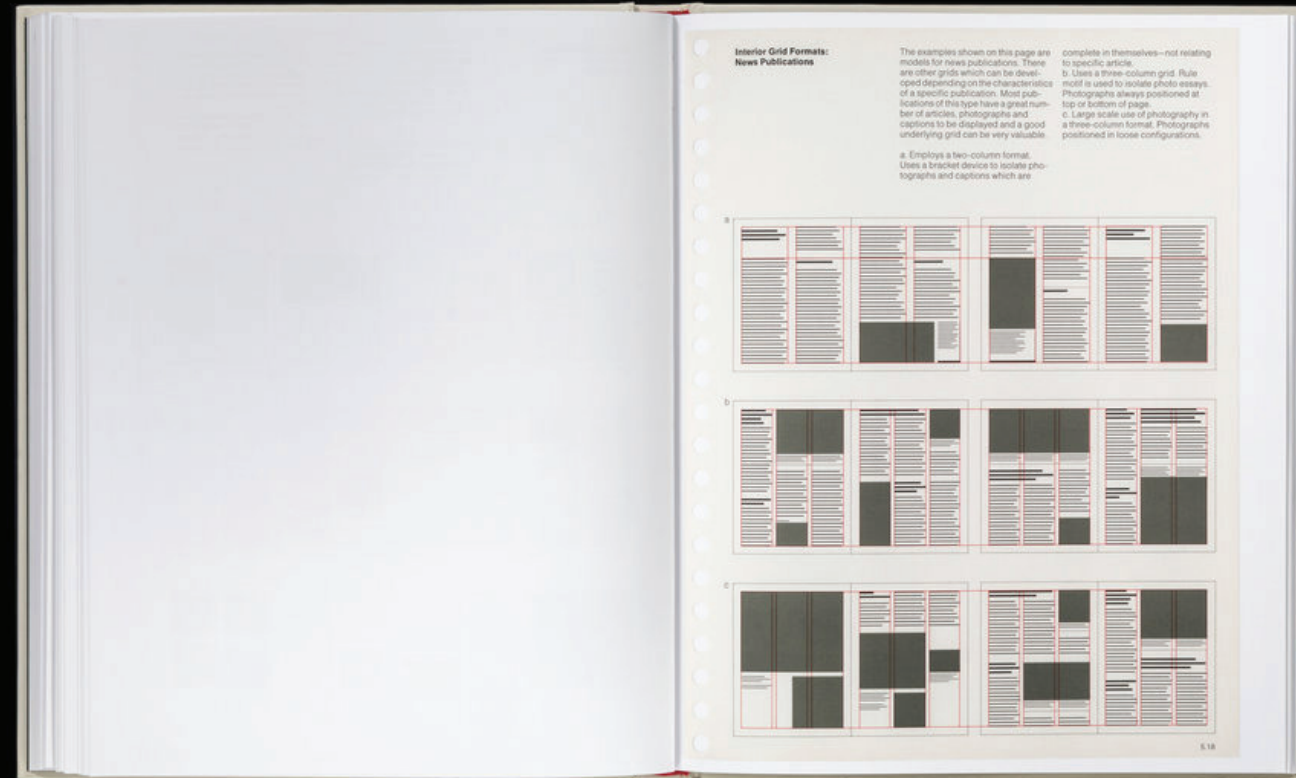 Interior Grid Formats:
News Publications
The examples shown on this page are
models for news publications. There
are other grids which can be devel-
oped depending on the characteristics
of a specific publication. Most pub-
lications of this type have a great num-
ber of articles, photographs and
captions to be displayed and a good
underlying grid can be very valuable.
a. Employs a two-column format.
Uses a bracket device to isolate pho-
tographs and captions which are
complete in themselves—not relating
to specific article.
b. Uses a three-column grid. Rule
motif is used to isolate photo essays.
Photographs always positioned at
top or bottom of page.
c. Large scale use of photography in
a three-column format. Photographs
positioned in loose configurations.
a
b
c
5.18